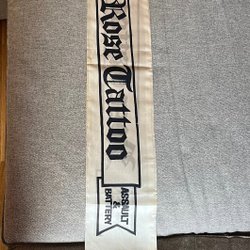 Rose Tattoo
ASSAULT
&
BATTERY